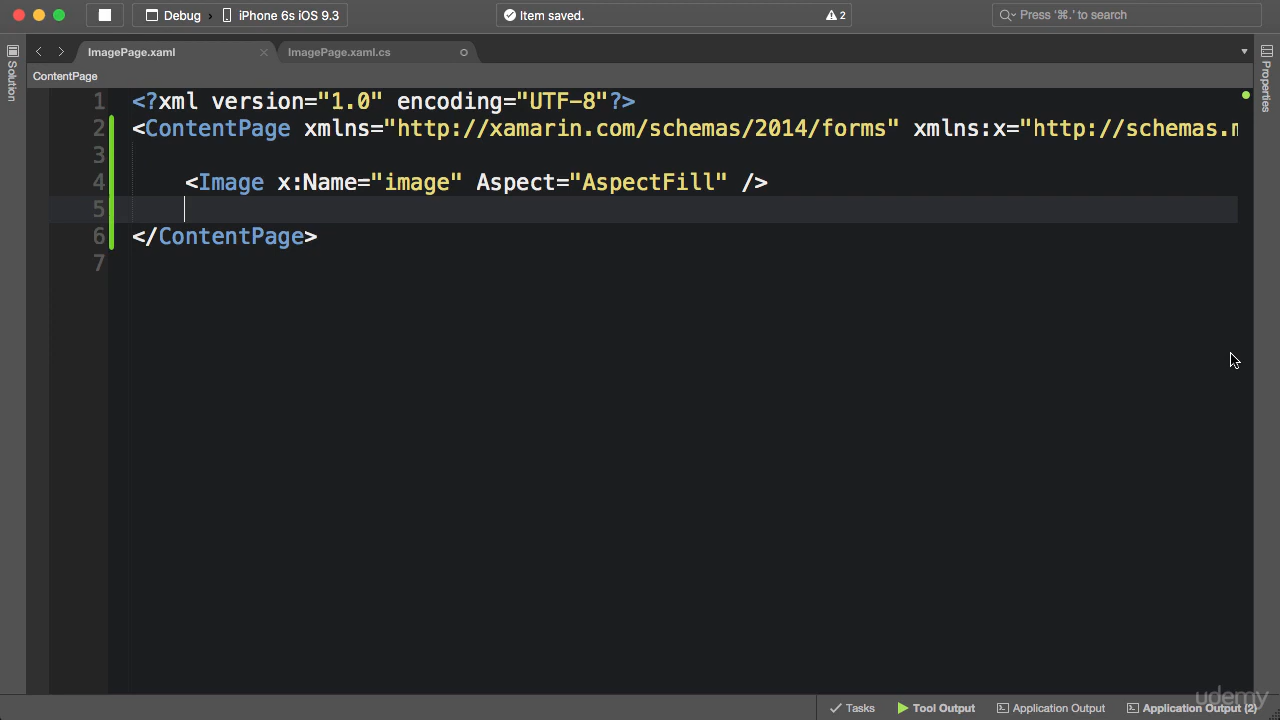 Debug
iPhone 6s iOS 9.3
Item saved.
2
Press '⌘.' to search
Solution
ImagePage.xaml
ImagePage.xaml.cs
Properties
ContentPage
1 <?xml version="1.0" encoding="UTF-8"?>
2 <ContentPage xmlns="http://xamarin.com/schemas/2014/forms" xmlns:x="http://schemas.m
3
4 <Image x:Name="image" Aspect="AspectFill" />
5
6 </ContentPage>
7
Tasks
Tool Output
Application Output
Application Output (2)
udemy